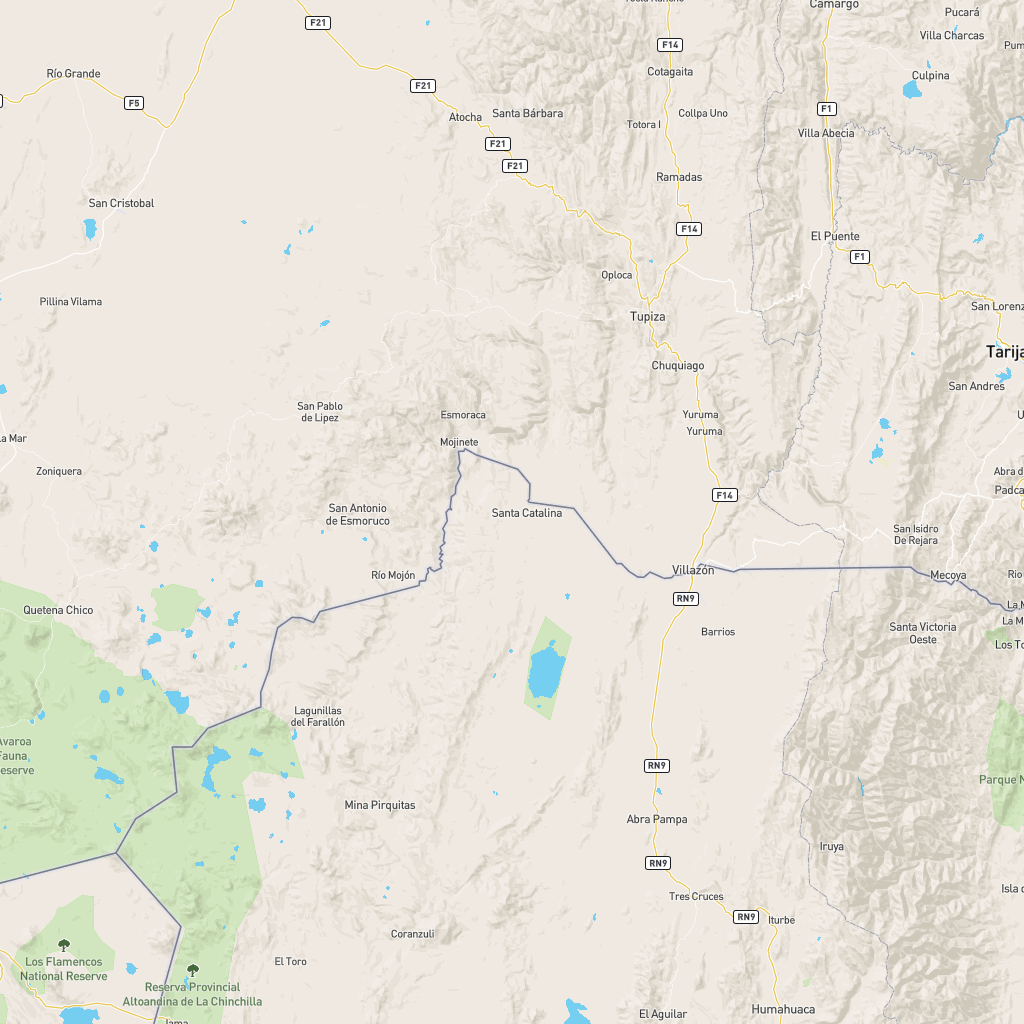 Camargo
Pucará
F21
Villa Charcas
F14
Río Grande
Cotagaita
Culpina
F21
F5
F1
Atocha
Santa Bárbara
Collpa Uno
Totora I
Villa Abecia
F21
F21
Ramadas
San Cristobal
F14
El Puente
F1
Oploca
Pillina Vilama
San Lorenz
Tupiza
Tarija
Chuquiago
San Andres
San Pablo
de Lipez
Esmoraca
Yuruma
Yuruma
Mojinete
La Mar
Zoniquera
Abra d
Padca
F14
San Antonio
de Esmoruco
Santa Catalina
San Isidro
De Rejara
Río Mojón
Villazón
Mecoya
Rio
RN9
Quetena Chico
La M
Barrios
Santa Victoria
Oeste
Los To
Lagunillas
del Farallón
Avaroa
Fauna
Reserve
RN9
Parque N
Mina Pirquitas
Abra Pampa
Iruya
RN9
Isla d
Tres Cruces
RN9
Iturbe
Coranzuli
Los Flamencos
National Reserve
El Toro
Reserva Provincial
Altoandina de La Chinchilla
Jama
El Aguilar
Humahuaca